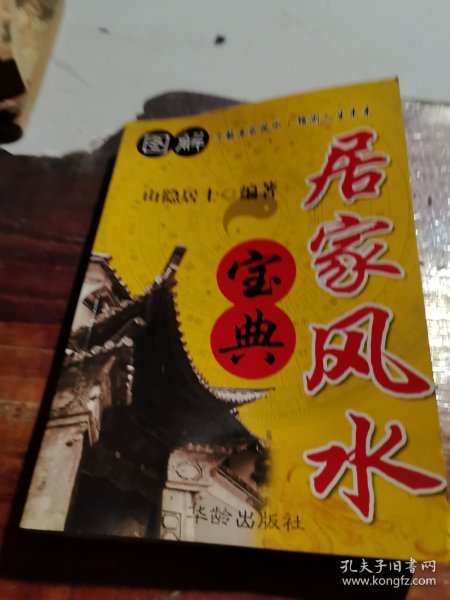 图解
居家风水
宝典
山隐居士 编著
华龄出版社
孔夫子旧书网
www.kongfz.com